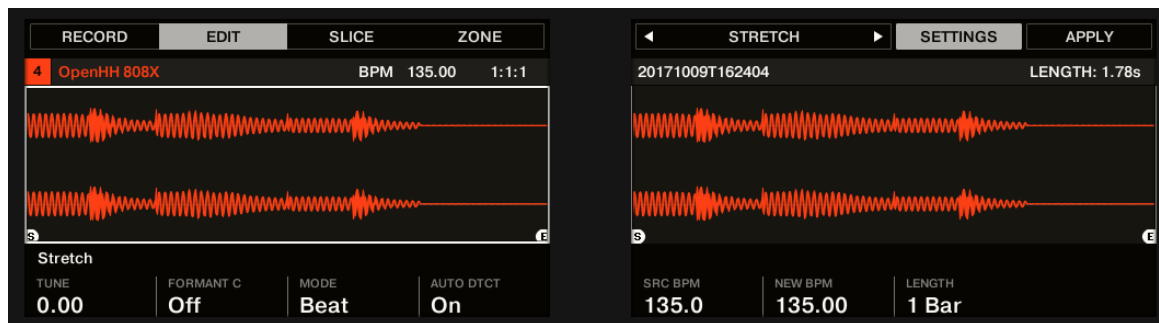 RECORD EDIT SLICE ZONE
4 OpenHH 808X BPM 135.00 1:1:1
S E
Stretch
TUNE FORMANT C MODE AUTO DTCT
0.00 Off Beat On
STRETCH SETTINGS APPLY
20171009T162404 LENGTH: 1.78s
S E
SRC BPM NEW BPM LENGTH
135.0 135.00 1 Bar